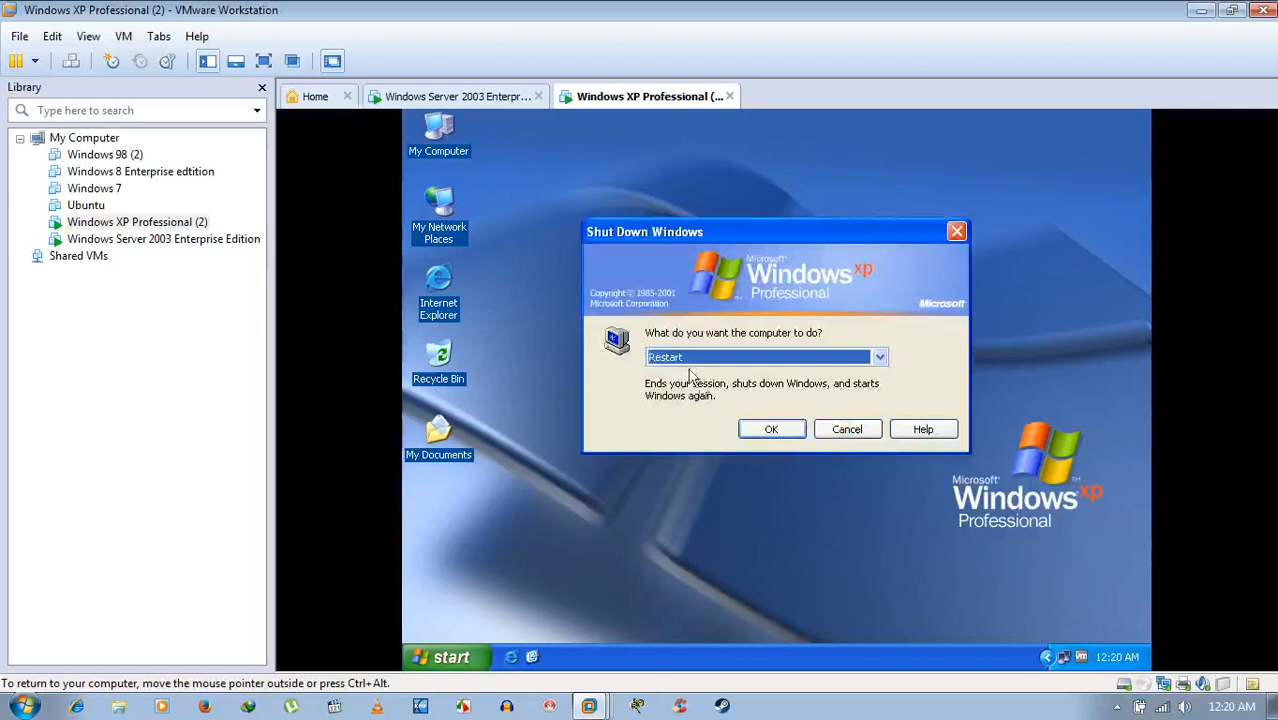 Windows XP Professional (2) - VMware Workstation
File Edit View VM Tabs Help
Library
Type here to search
My Computer
Windows 98 (2)
Windows 8 Enterprise edtition
Windows 7
Ubuntu
Windows XP Professional (2)
Windows Server 2003 Enterprise Edition
Shared VMs
Home
Windows Server 2003 Enterpr...
Windows XP Professional (...
My Computer
My Network
Places
Internet
Explorer
Recycle Bin
My Documents
Shut Down Windows
Copyright © 1985-2001
Microsoft Corporation
Microsoft
Windows xp
Professional
Microsoft
What do you want the computer to do?
Restart
Ends your session, shuts down Windows, and starts
Windows again.
OK Cancel Help
Microsoft
Windows xp
Professional
start
12:20 AM
To return to your computer, move the mouse pointer outside or press Ctrl+Alt.
12:20 AM